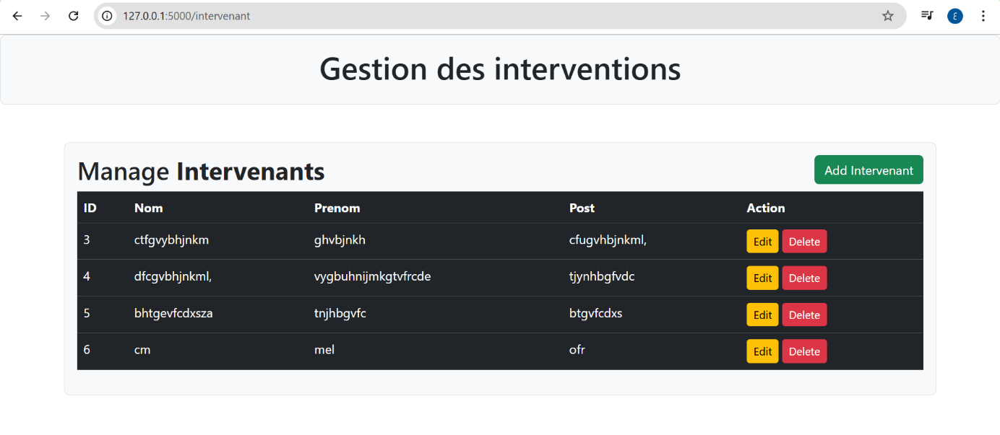 127.0.0.1:5000/intervenant
ع
Gestion des interventions
Manage Intervenants
Add Intervenant
ID Nom Prenom Post Action
3 ctfgvybhjnkm ghvbjnkh cfugvhbjnkml, Edit Delete
4 dfcgvbhjnkml, vygbuhnijmkgtvfrcde tjynhbgfvdc Edit Delete
5 bhtgevfcdxsza tnjhbgvfc btgvfcdxs Edit Delete
6 cm mel ofr Edit Delete